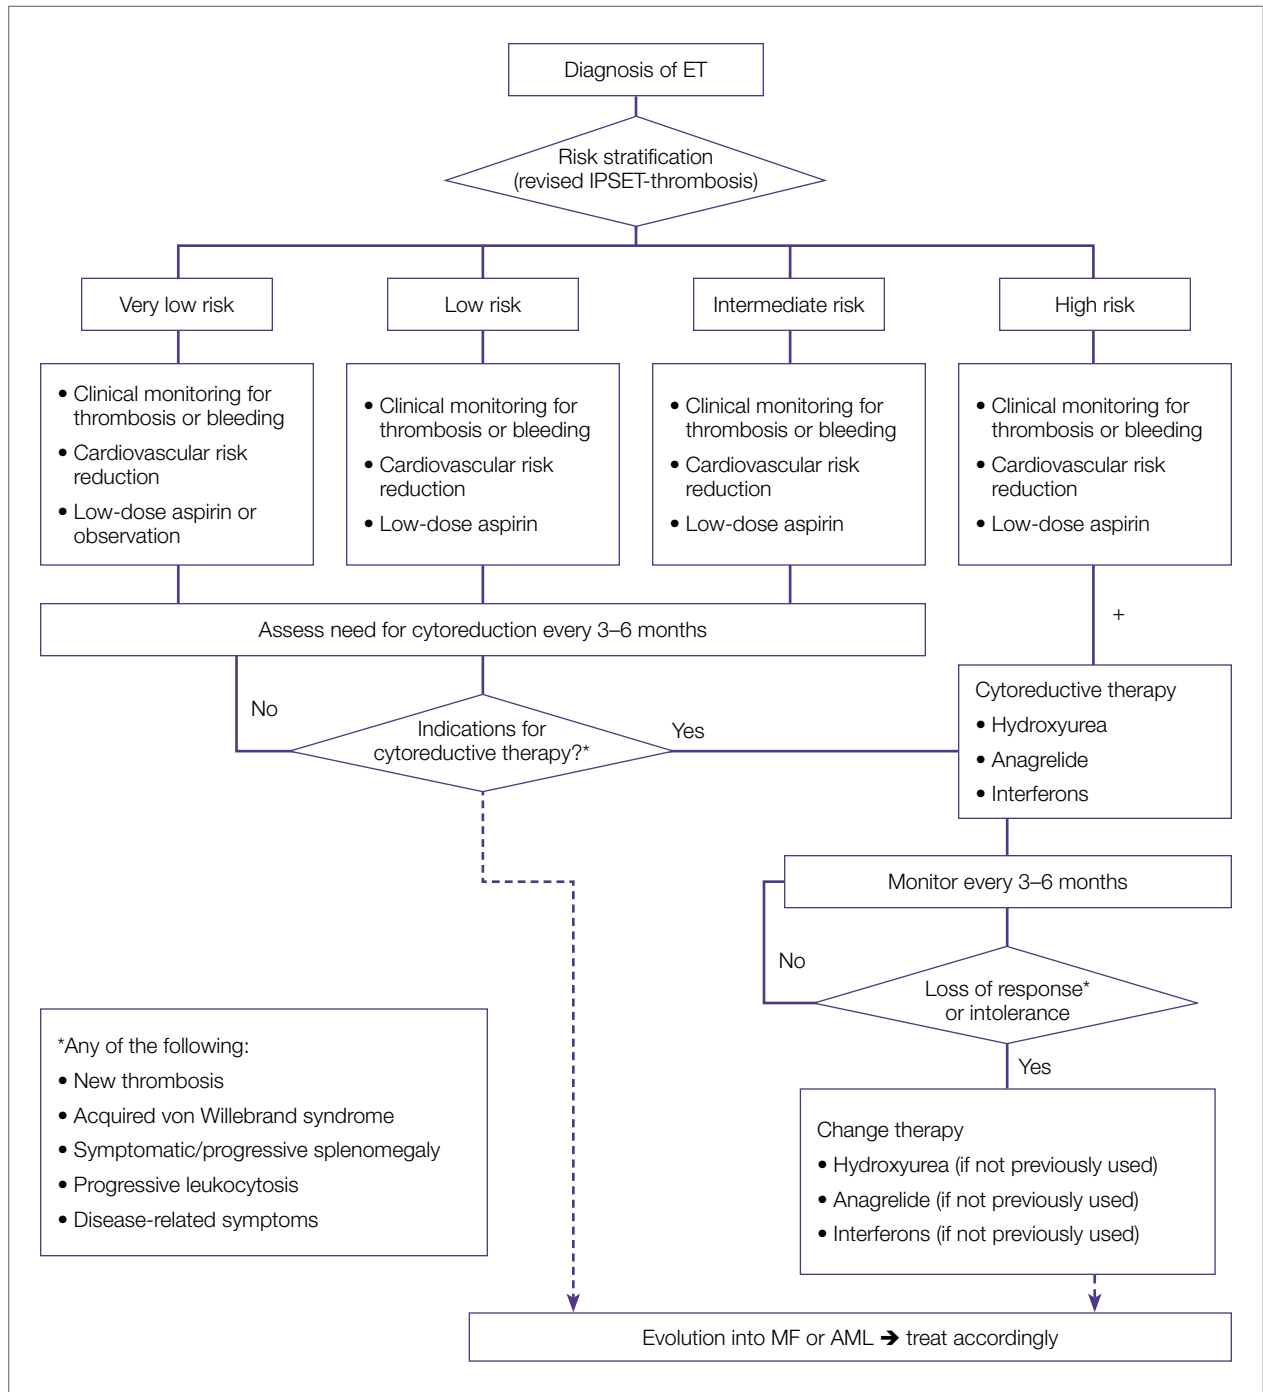 Diagnosis of ET
Risk stratification
(revised IPSET-thrombosis)
Very low risk
Low risk
Intermediate risk
High risk
• Clinical monitoring for
thrombosis or bleeding
• Cardiovascular risk
reduction
• Low-dose aspirin or
observation
• Clinical monitoring for
thrombosis or bleeding
• Cardiovascular risk
reduction
• Low-dose aspirin
• Clinical monitoring for
thrombosis or bleeding
• Cardiovascular risk
reduction
• Low-dose aspirin
• Clinical monitoring for
thrombosis or bleeding
• Cardiovascular risk
reduction
• Low-dose aspirin
Assess need for cytoreduction every 3–6 months
+
No
Indications for
cytoreductive therapy?*
Yes
Cytoreductive therapy
• Hydroxyurea
• Anagrelide
• Interferons
Monitor every 3–6 months
No
Loss of response*
or intolerance
Yes
*Any of the following:
• New thrombosis
• Acquired von Willebrand syndrome
• Symptomatic/progressive splenomegaly
• Progressive leukocytosis
• Disease-related symptoms
Change therapy
• Hydroxyurea (if not previously used)
• Anagrelide (if not previously used)
• Interferons (if not previously used)
Evolution into MF or AML ➔ treat accordingly